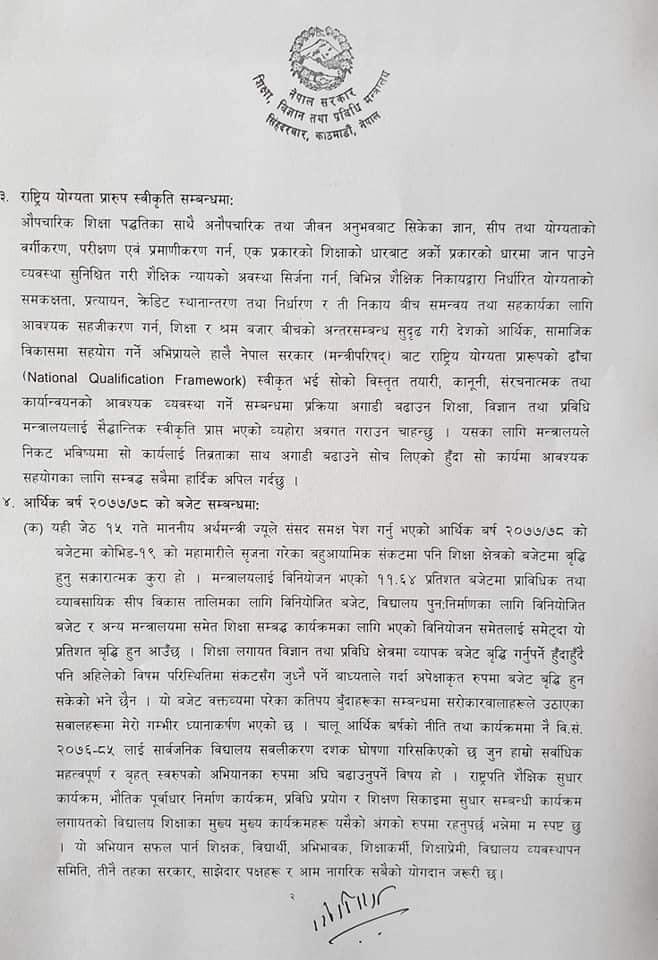 नेपाल सरकार
शिक्षा, विज्ञान तथा प्रविधि मन्त्रालय
सिंहदरबार, काठमाडौं, नेपाल
३. राष्ट्रिय योग्यता प्रारुप स्वीकृति सम्बन्धमा:
औपचारिक शिक्षा पद्धतिका साथै अनौपचारिक तथा जीवन अनुभवबाट सिकेका ज्ञान, सीप तथा योग्यताको
वर्गीकरण, परीक्षण एवं प्रमाणीकरण गर्न, एक प्रकारको शिक्षाको धारबाट अर्को प्रकारको धारमा जान पाउने
व्यवस्था सुनिश्चित गरी शैक्षिक न्यायको अवस्था सिर्जना गर्न, विभिन्न शैक्षिक निकायद्वारा निर्धारित योग्यताको
समकक्षता, प्रत्यायन, क्रेडिट स्थानान्तरण तथा निर्धारण र ती निकाय बीच समन्वय तथा सहकार्यका लागि
आवश्यक सहजीकरण गर्न, शिक्षा र श्रम बजार बीचको अन्तरसम्बन्ध सुदृढ गरी देशको आर्थिक, सामाजिक
विकासमा सहयोग गर्ने अभिप्रायले हालै नेपाल सरकार (मन्त्रीपरिषद्) बाट राष्ट्रिय योग्यता प्रारूपको ढाँचा
(National Qualification Framework) स्वीकृत भई सोको विस्तृत तयारी, कानूनी, संरचनात्मक तथा
कार्यान्वयनको आवश्यक व्यवस्था गर्ने सम्बन्धमा प्रक्रिया अगाडी बढाउन शिक्षा, विज्ञान तथा प्रविधि
मन्त्रालयलाई सैद्धान्तिक स्वीकृति प्राप्त भएको व्यहोरा अवगत गराउन चाहन्छु । यसका लागि मन्त्रालयले
निकट भविष्यमा सो कार्यलाई तिव्रताका साथ अगाडी बढाउने सोच लिएको हुँदा सो कार्यमा आवश्यक
सहयोगका लागि सम्वद्ध सबैमा हार्दिक अपिल गर्दछु ।
४. आर्थिक बर्ष २०७७/७८ को बजेट सम्बन्धमा:
(क) यही जेठ १५ गते माननीय अर्थमन्त्री ज्यूले संसद समक्ष पेश गर्नु भएको आर्थिक बर्ष २०७७/७८ को
बजेटमा कोभिड-१९ को महामारीले सृजना गरेका बहुआयामिक संकटमा पनि शिक्षा क्षेत्रको बजेटमा बृद्धि
हुनु सकारात्मक कुरा हो । मन्त्रालयलाई विनियोजन भएको ११.६४ प्रतिशत बजेटमा प्राविधिक तथा
व्यावसायिक सीप विकास तालिमका लागि विनियोजित बजेट, विद्यालय पुन:निर्माणका लागि विनियोजित
बजेट र अन्य मन्त्रालयमा समेत शिक्षा सम्बद्ध कार्यक्रमका लागि भएको विनियोजन समेतलाई समेट्दा यो
प्रतिशत बृद्धि हुन आउँछ । शिक्षा लगायत विज्ञान तथा प्रविधि क्षेत्रमा व्यापक बजेट बृद्धि गर्नुपर्ने हुँदाहुँदै
पनि अहिलेको विषम परिस्थितिमा संकटसँग जुध्नै पर्ने बाध्यताले गर्दा अपेक्षाकृत रुपमा बजेट बृद्धि हुन
सकेको भने छैन । यो बजेट वक्तव्यमा परेका कतिपय बुँदाहरूका सम्बन्धमा सरोकारवालाहरूले उठाएका
सवालहरूमा मेरो गम्भीर ध्यानाकर्षण भएको छ । चालू आर्थिक बर्षको नीति तथा कार्यक्रममा नै वि.सं.
२०७६-८५ लाई सार्वजनिक विद्यालय सवलीकरण दशक घोषणा गरिसकिएको छ जुन हाम्रो सर्वाधिक
महत्वपूर्ण र बृहत् स्वरुपको अभियानका रुपमा अघि बढाउनुपर्ने विषय हो । राष्ट्रपति शैक्षिक सुधार
कार्यक्रम, भौतिक पूर्वाधार निर्माण कार्यक्रम, प्रविधि प्रयोग र शिक्षण सिकाइमा सुधार सम्बन्धी कार्यक्रम
लगायतको विद्यालय शिक्षाका मुख्य मुख्य कार्यक्रमहरू यसैको अंगको रुपमा रहनुपर्छ भन्नेमा म स्पष्ट छु
। यो अभियान सफल पार्न शिक्षक, विद्यार्थी, अभिभावक, शिक्षाकर्मी, शिक्षाप्रेमी, विद्यालय व्यवस्थापन
समिति, तीनै तहका सरकार, साझेदार पक्षहरू र आम नागरिक सबैको योगदान जरूरी छ।
२